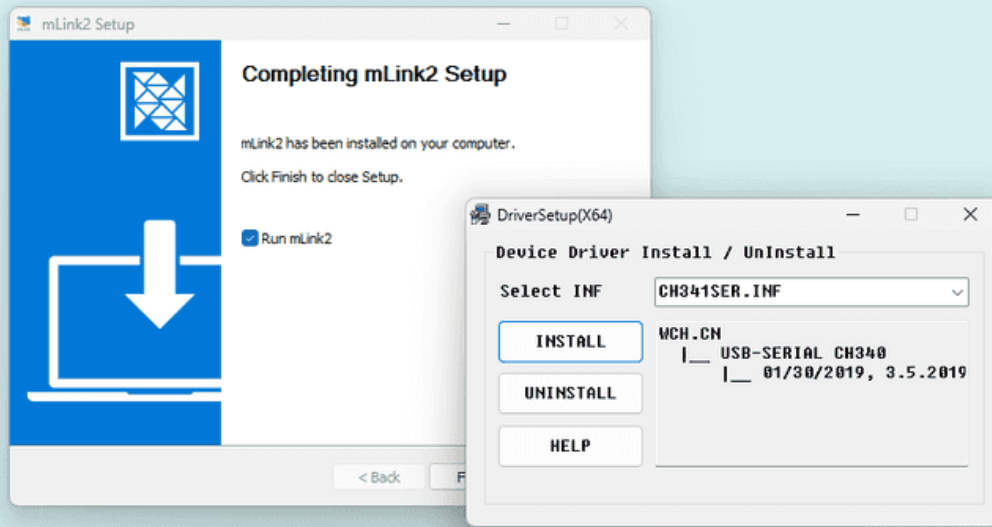 mLink2 Setup
Completing mLink2 Setup
mLink2 has been installed on your computer.
Click Finish to close Setup.
Run mLink2
< Back
DriverSetup(X64)
Device Driver Install / UnInstall
Select INF
CH341SER.INF
INSTALL
UNINSTALL
HELP
WCH.CN
|__ USB-SERIAL CH340
|__ 01/30/2019, 3.5.2019